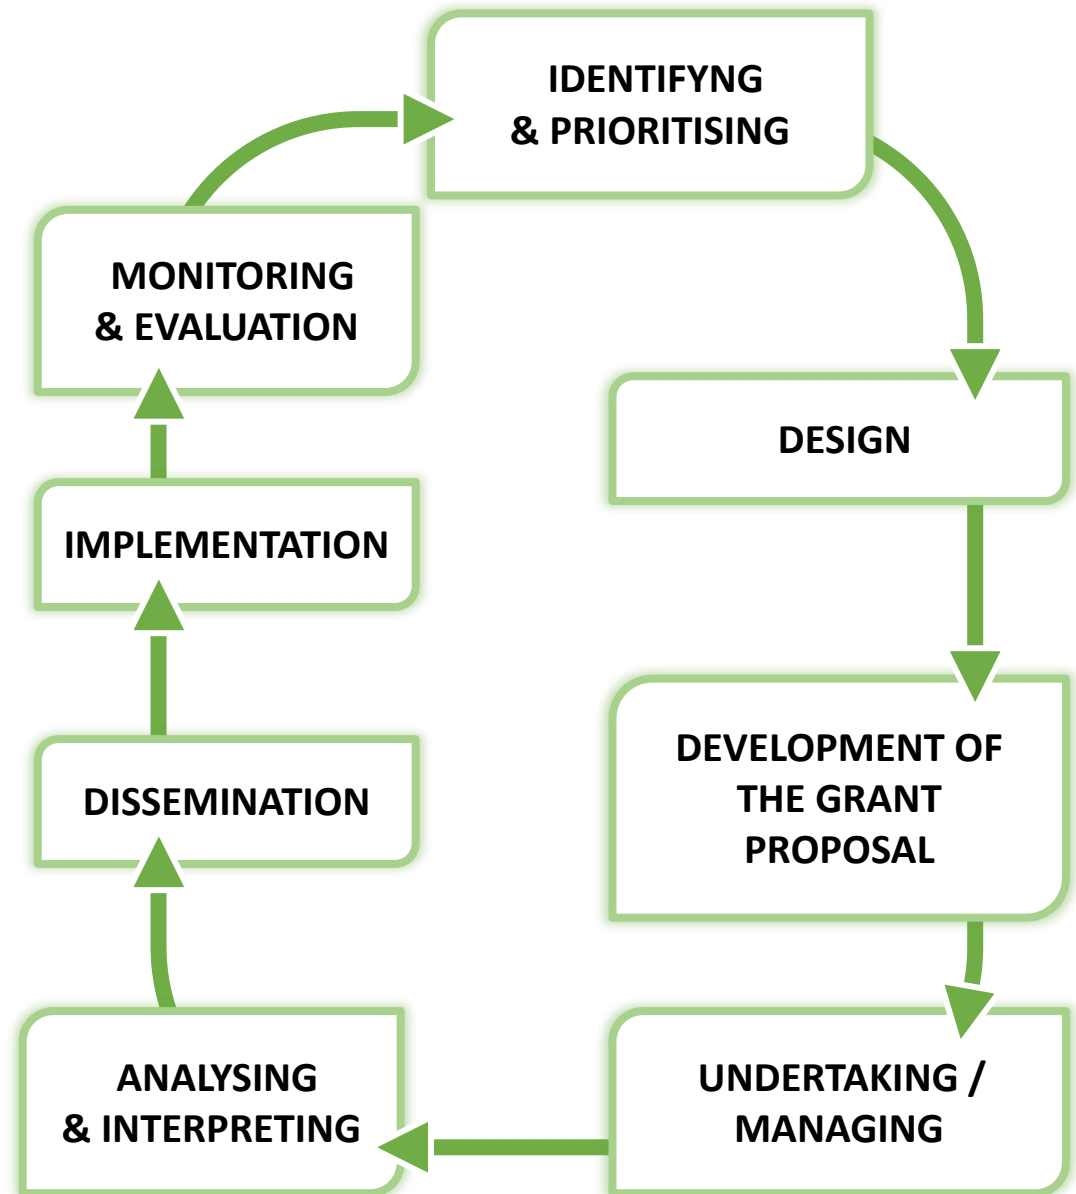 IDENTIFYNG
& PRIORITISING
DESIGN
DEVELOPMENT OF
THE GRANT
PROPOSAL
UNDERTAKING /
MANAGING
ANALYSING
& INTERPRETING
DISSEMINATION
IMPLEMENTATION
MONITORING
& EVALUATION